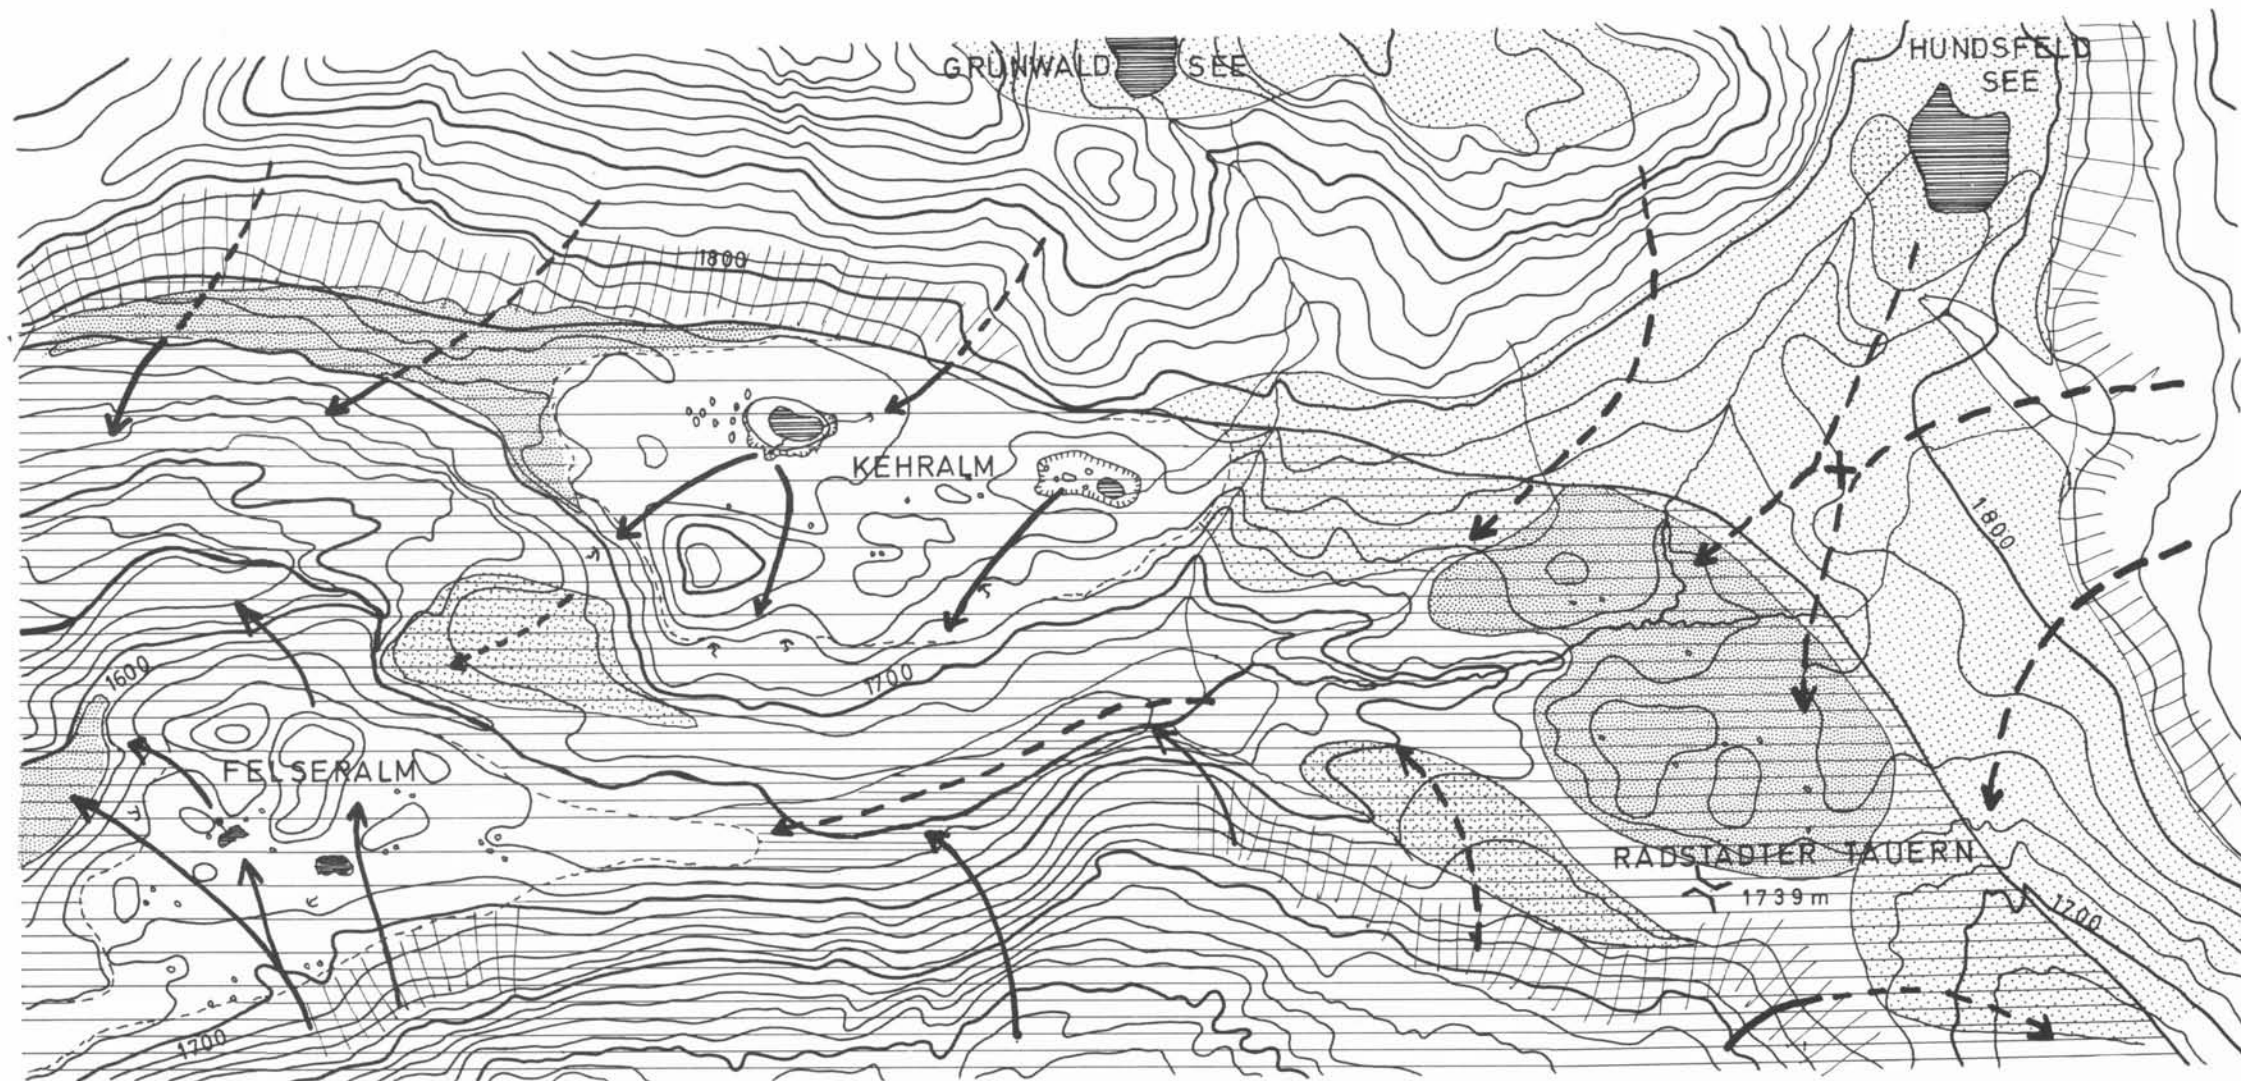 GRÜNWALD SEE
HUNDSFELD
SEE
1800
KEHRALM
1800
1600
1700
FELSERALM
RADSTÄDTER TAUERN
1739m
1700
1700